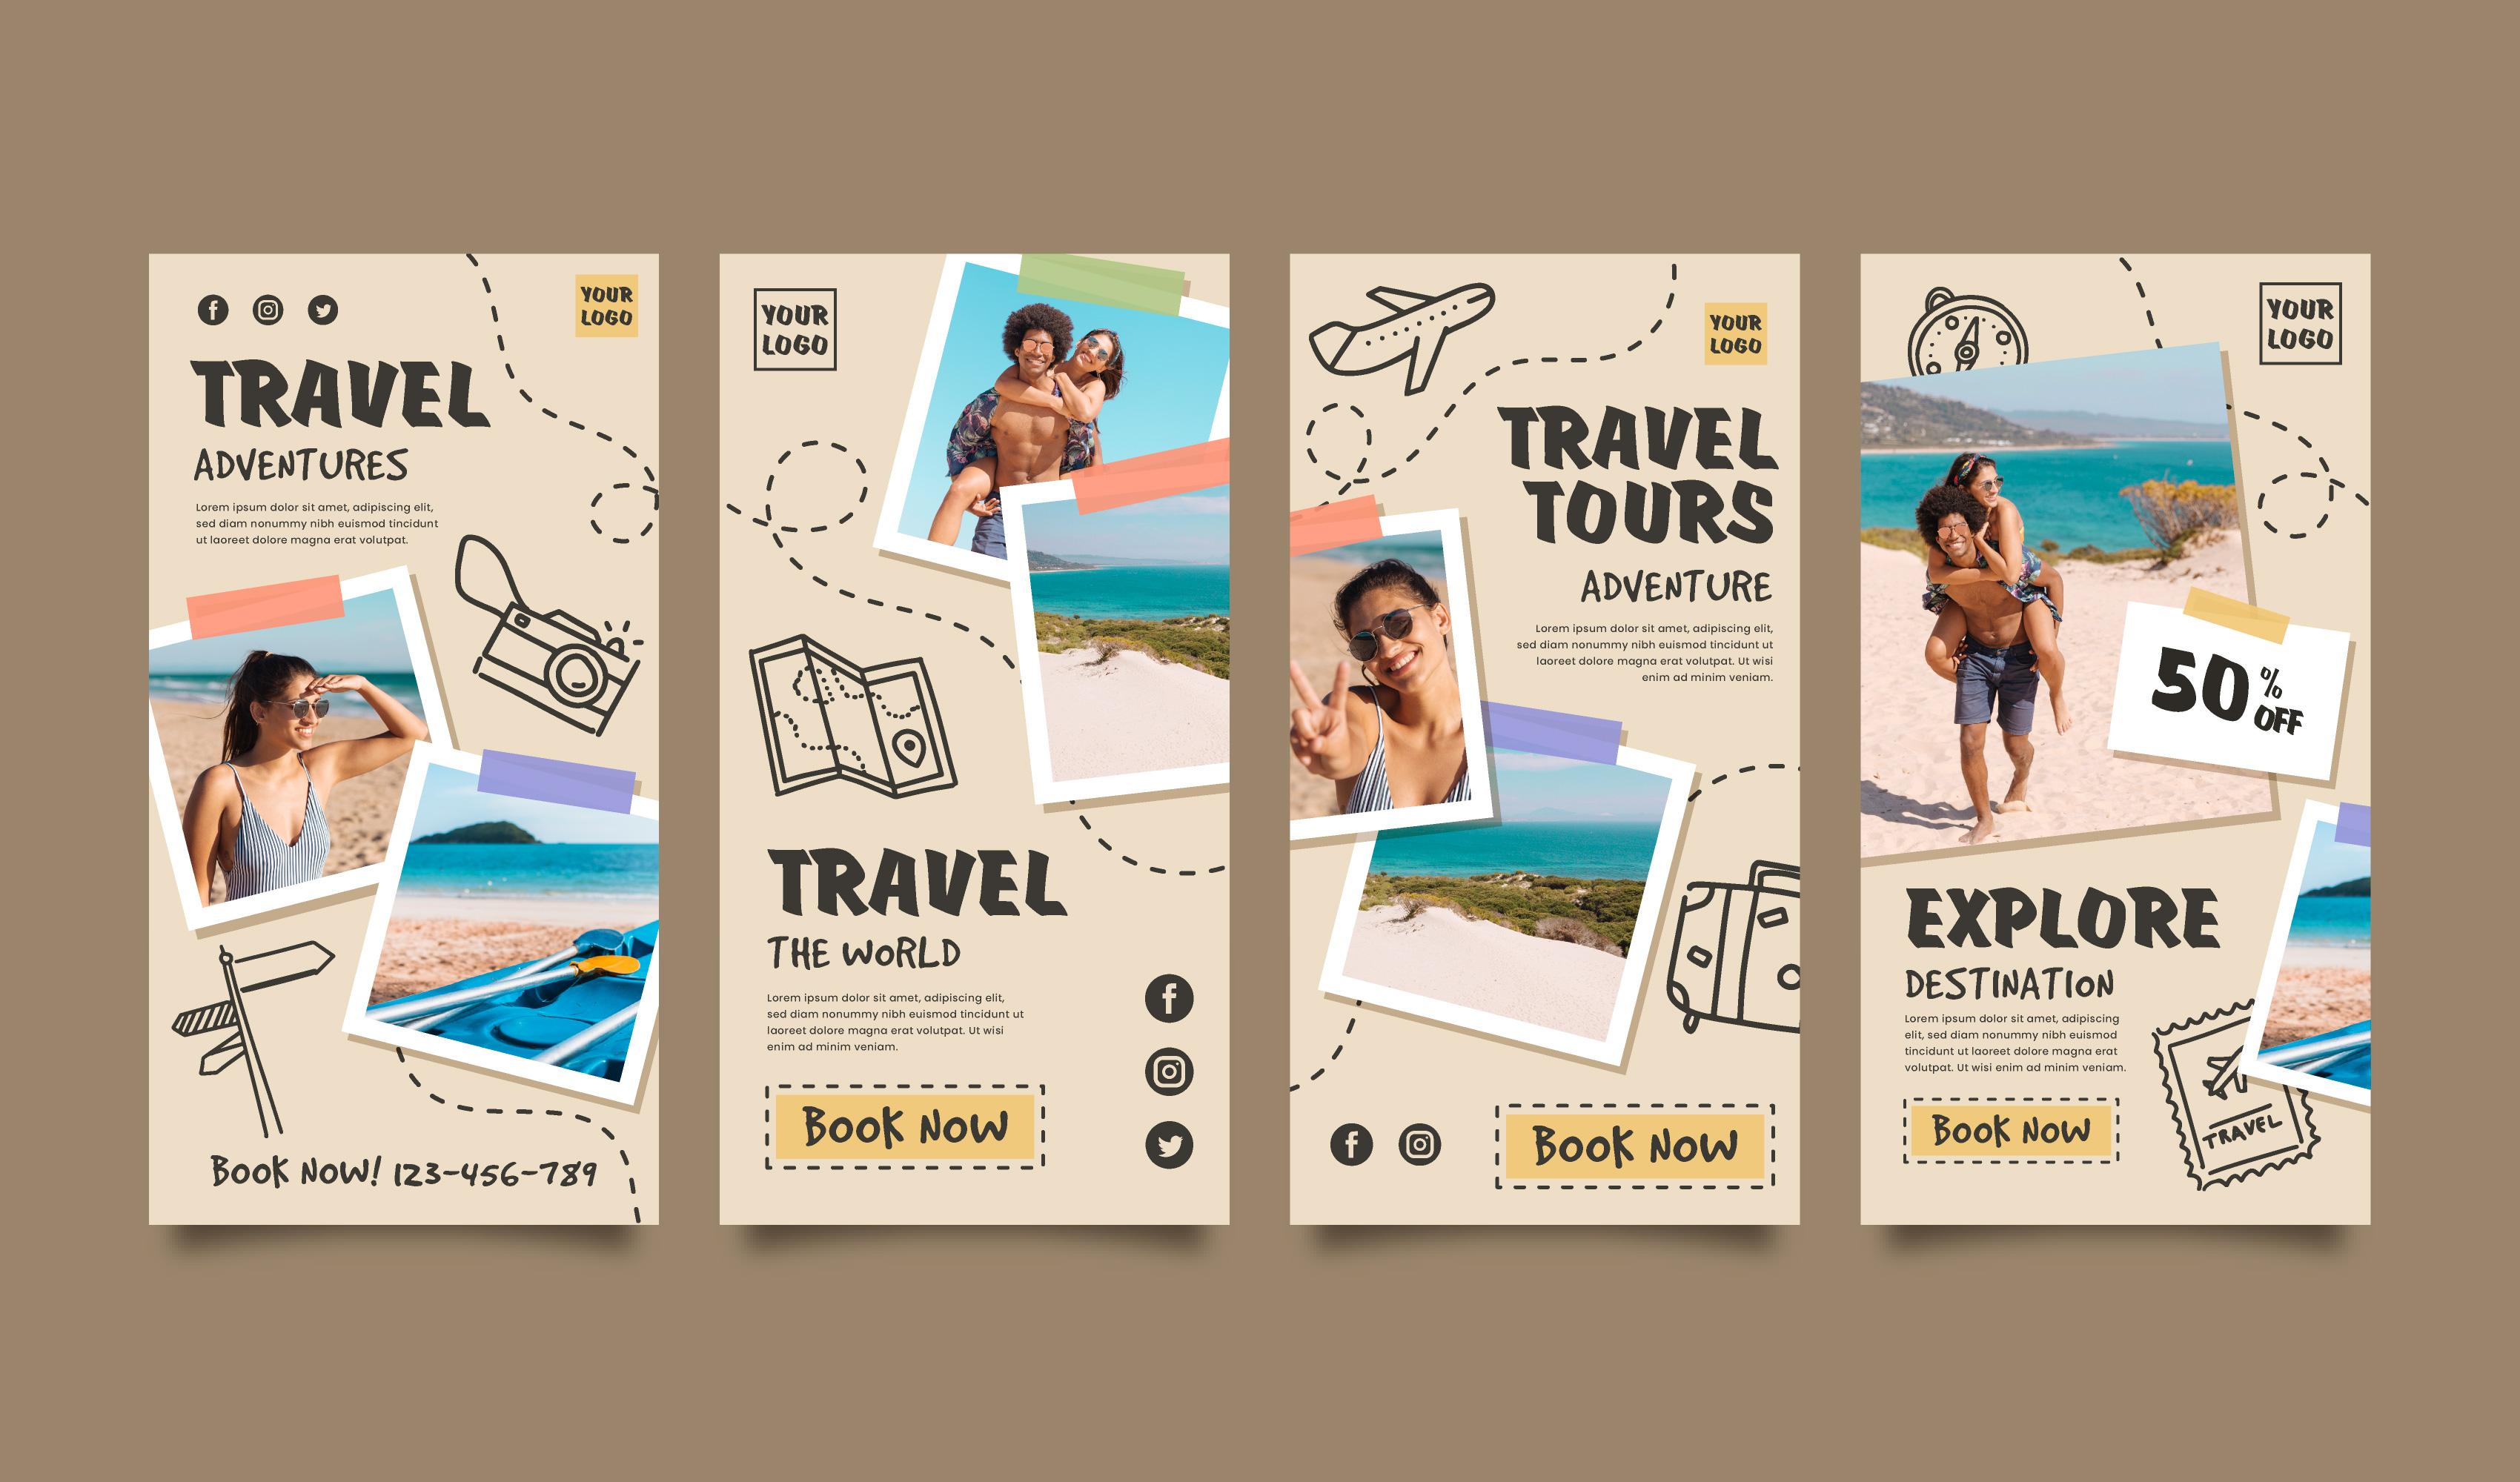 YOUR
LOGO
TRAVEL
ADVENTURES
Lorem ipsum dolor sit amet, adipiscing elit,
sed diam nonummy nibh euismod tincidunt
ut laoreet dolore magna erat volutpat.
Book Now! 123-456-789
YOUR
LOGO
TRAVEL
THE WORLD
Lorem ipsum dolor sit amet, adipiscing elit,
sed diam nonummy nibh euismod tincidunt ut
laoreet dolore magna erat volutpat. Ut wisi
enim ad minim veniam.
Book Now
YOUR
LOGO
TRAVEL
TOURS
ADVENTURE
Lorem ipsum dolor sit amet, adipiscing elit,
sed diam nonummy nibh euismod tincidunt ut
laoreet dolore magna erat volutpat. Ut wisi
enim ad minim veniam.
Book Now
YOUR
LOGO
50%
OFF
EXPLORE
DESTINATION
Lorem ipsum dolor sit amet, adipiscing
elit, sed diam nonummy nibh euismod
tincidunt ut laoreet dolore magna erat
volutpat. Ut wisi enim ad minim veniam.
Book Now
TRAVEL